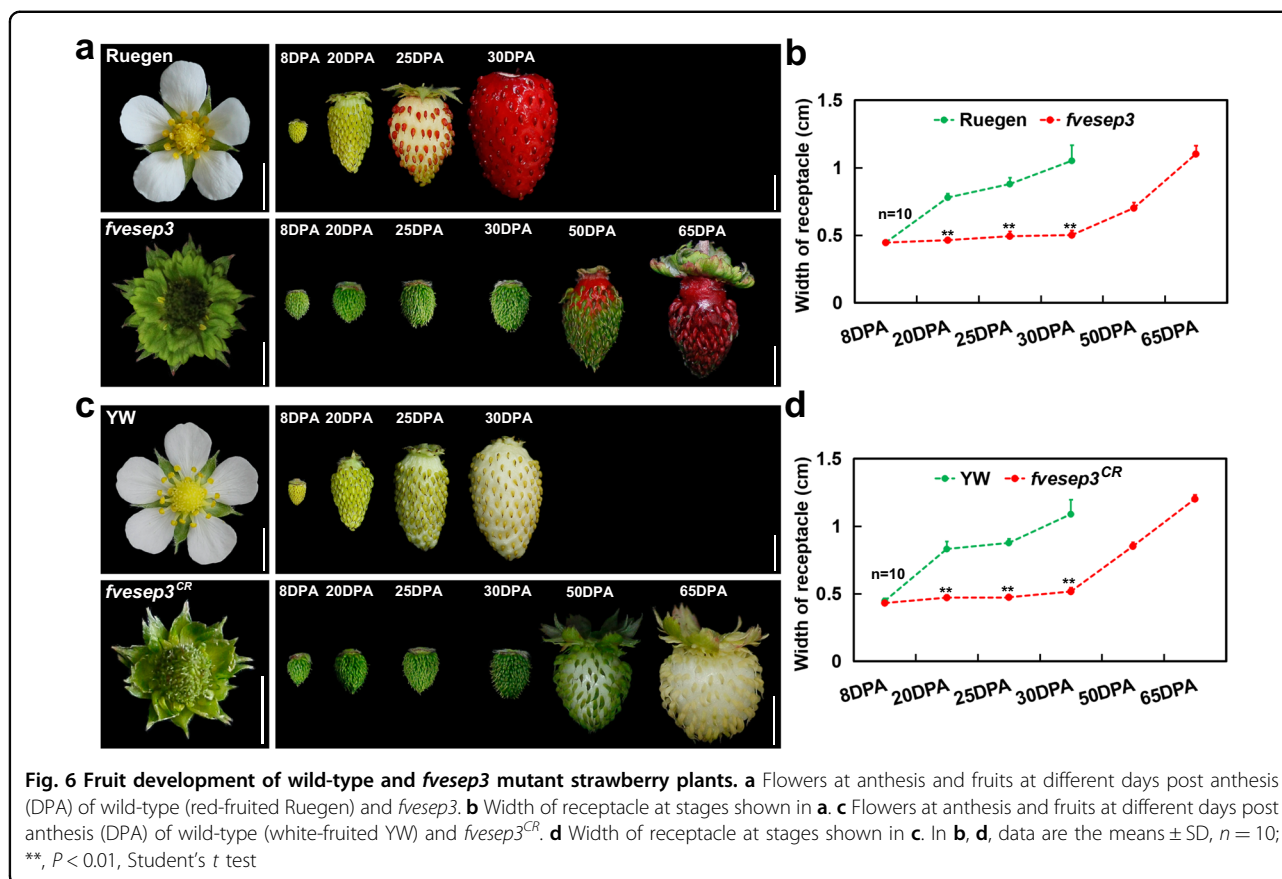 a
Ruegen
8DPA 20DPA 25DPA 30DPA
fvesep3
8DPA 20DPA 25DPA 30DPA 50DPA 65DPA
b
Width of receptacle (cm)
1.5
1
0.5
0
Ruegen fvesep3
n=10
** ** **
8DPA 20DPA 25DPA 30DPA 50DPA 65DPA
c
YW
8DPA 20DPA 25DPA 30DPA
fvesep3CR
8DPA 20DPA 25DPA 30DPA 50DPA 65DPA
d
Width of receptacle (cm)
1.5
1
0.5
0
YW fvesep3CR
n=10
** ** **
8DPA 20DPA 25DPA 30DPA 50DPA 65DPA
Fig. 6 Fruit development of wild-type and fvesep3 mutant strawberry plants. a Flowers at anthesis and fruits at different days post anthesis
(DPA) of wild-type (red-fruited Ruegen) and fvesep3. b Width of receptacle at stages shown in a. c Flowers at anthesis and fruits at different days post
anthesis (DPA) of wild-type (white-fruited YW) and fvesep3CR. d Width of receptacle at stages shown in c. In b, d, data are the means ± SD, n = 10;
**, P < 0.01, Student's t test